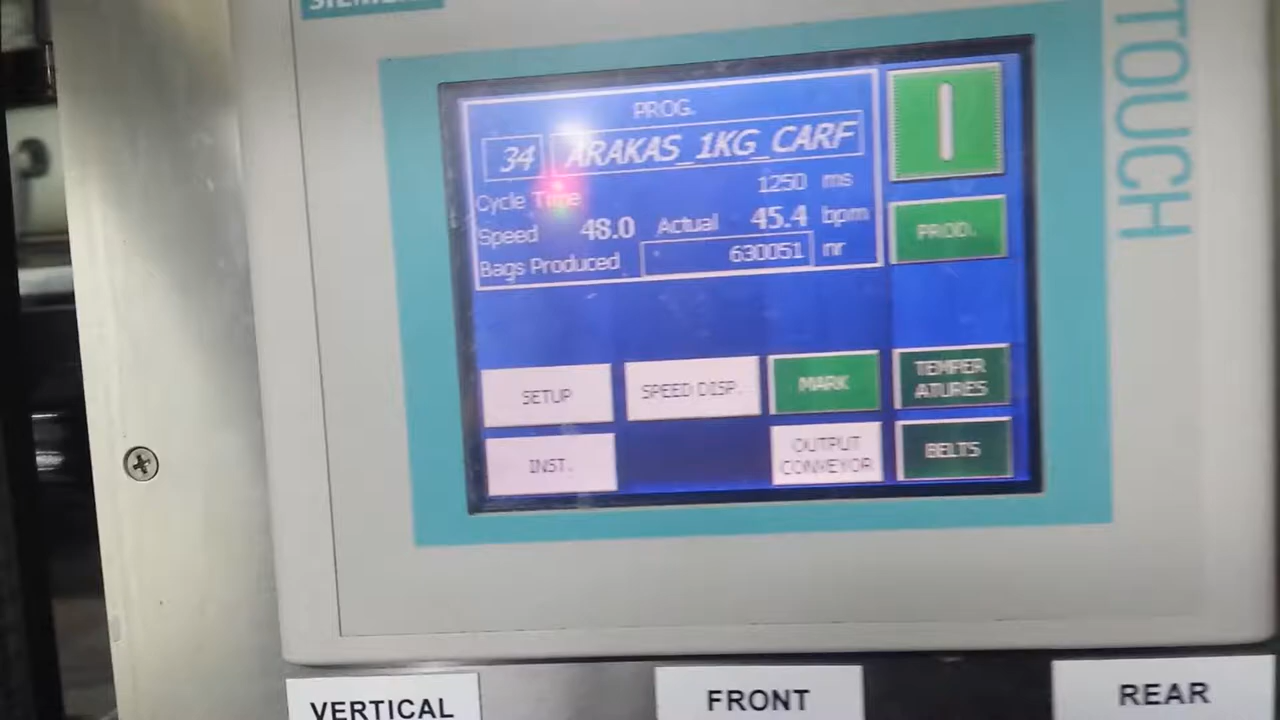 SIEMENS
TOUCH
PROG.
34 ARAKAS_1KG_CARF
Cycle Time 1250 ms
Speed 48.0 Actual 45.4 bpm
Bags Produced 630051 nr
PROD.
SETUP
SPEED DISP.
MARK
TEMPER
ATURES
INST.
OUTPUT
CONVEYOR
BELTS
VERTICAL
FRONT
REAR